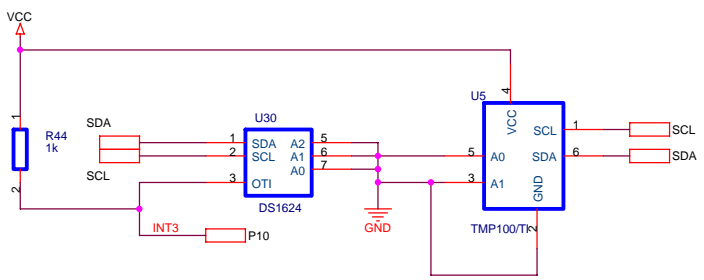 VCC
1
R44
1k
2
SDA
SCL
U30
1 SDA A2 5
2 SCL A1 6
A0 7
3 OTI
DS1624
INT3
P10
GND
U5
4
VCC
SCL 1 SCL
5 A0
SDA 6 SDA
3 A1
GND
TMP100/TI
2